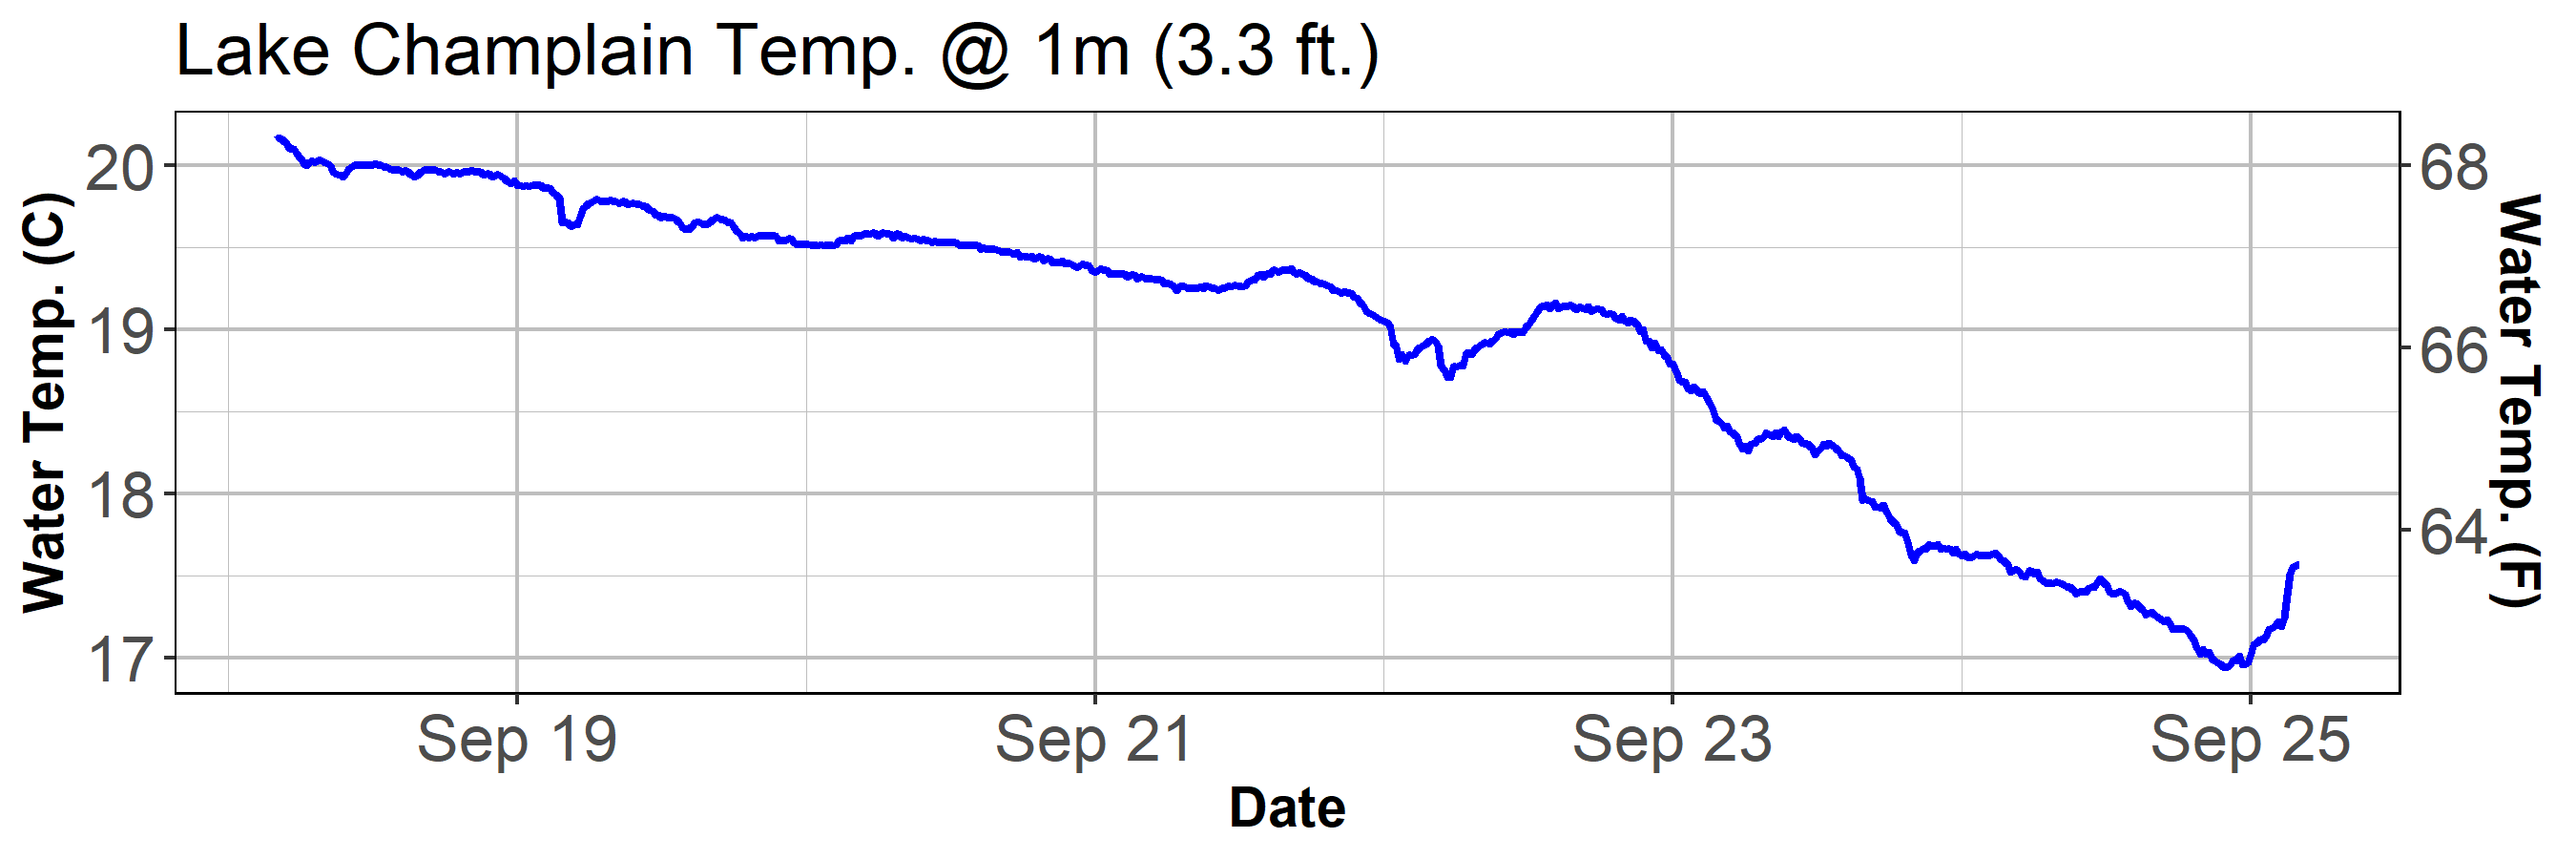 Lake Champlain Temp. @ 1m (3.3 ft.)
Water Temp. (C)
20
19
18
17
68
66
64
Water Temp. (F)
Sep 19
Sep 21
Sep 23
Sep 25
Date